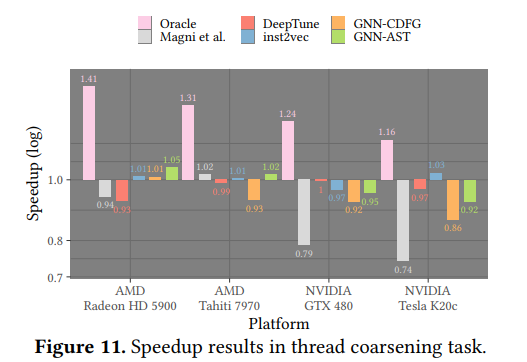 Oracle DeepTune GNN-CDFG
Magni et al. inst2vec GNN-AST
Speedup (log)
1.0
0.8
0.7
1.41 0.94 0.93 1.01 1.01 1.05
1.31 1.02 0.99 1.01 0.93 1.02
1.24 0.79 1 0.97 0.92 0.95
1.16 0.74 0.97 1.03 0.86 0.92
AMD AMD NVIDIA NVIDIA
Radeon HD 5900 Tahiti 7970 GTX 480 Tesla K20c
Platform
Figure 11. Speedup results in thread coarsening task.